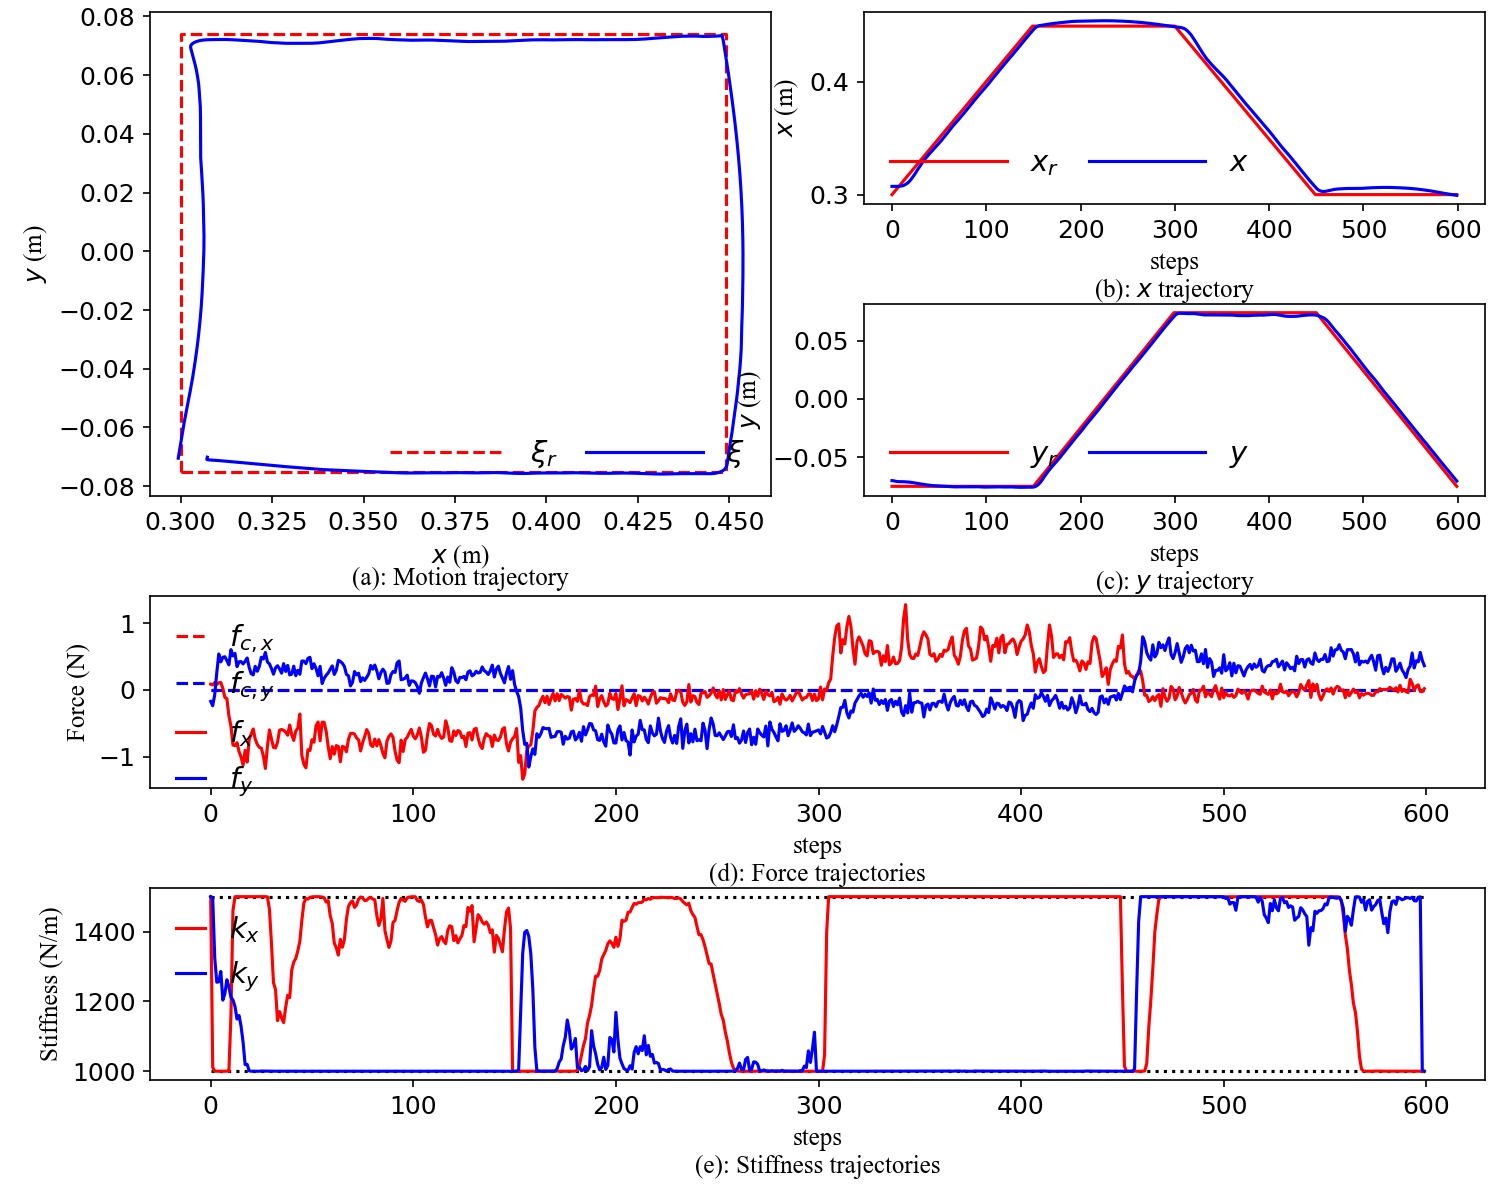 0.08
0.06
0.04
0.02
0.00
−0.02
−0.04
−0.06
−0.08
y (m)
ξr ξ
0.300 0.325 0.350 0.375 0.400 0.425 0.450
x (m)
(a): Motion trajectory
0.4
0.3
x (m)
xr x
0 100 200 300 400 500 600
steps
(b): x trajectory
0.05
0.00
−0.05
y (m)
yr y
0 100 200 300 400 500 600
steps
(c): y trajectory
1
0
−1
Force (N)
fc, x
fc, y
fx
fy
0 100 200 300 400 500 600
steps
(d): Force trajectories
1400
1200
1000
Stiffness (N/m)
kx
ky
0 100 200 300 400 500 600
steps
(e): Stiffness trajectories